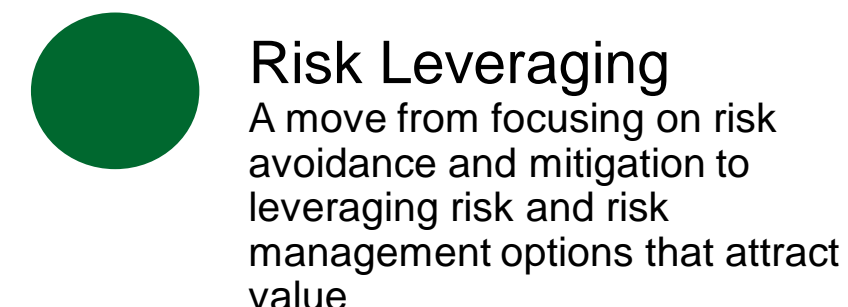 Risk Leveraging
A move from focusing on risk
avoidance and mitigation to
leveraging risk and risk
management options that attract
value